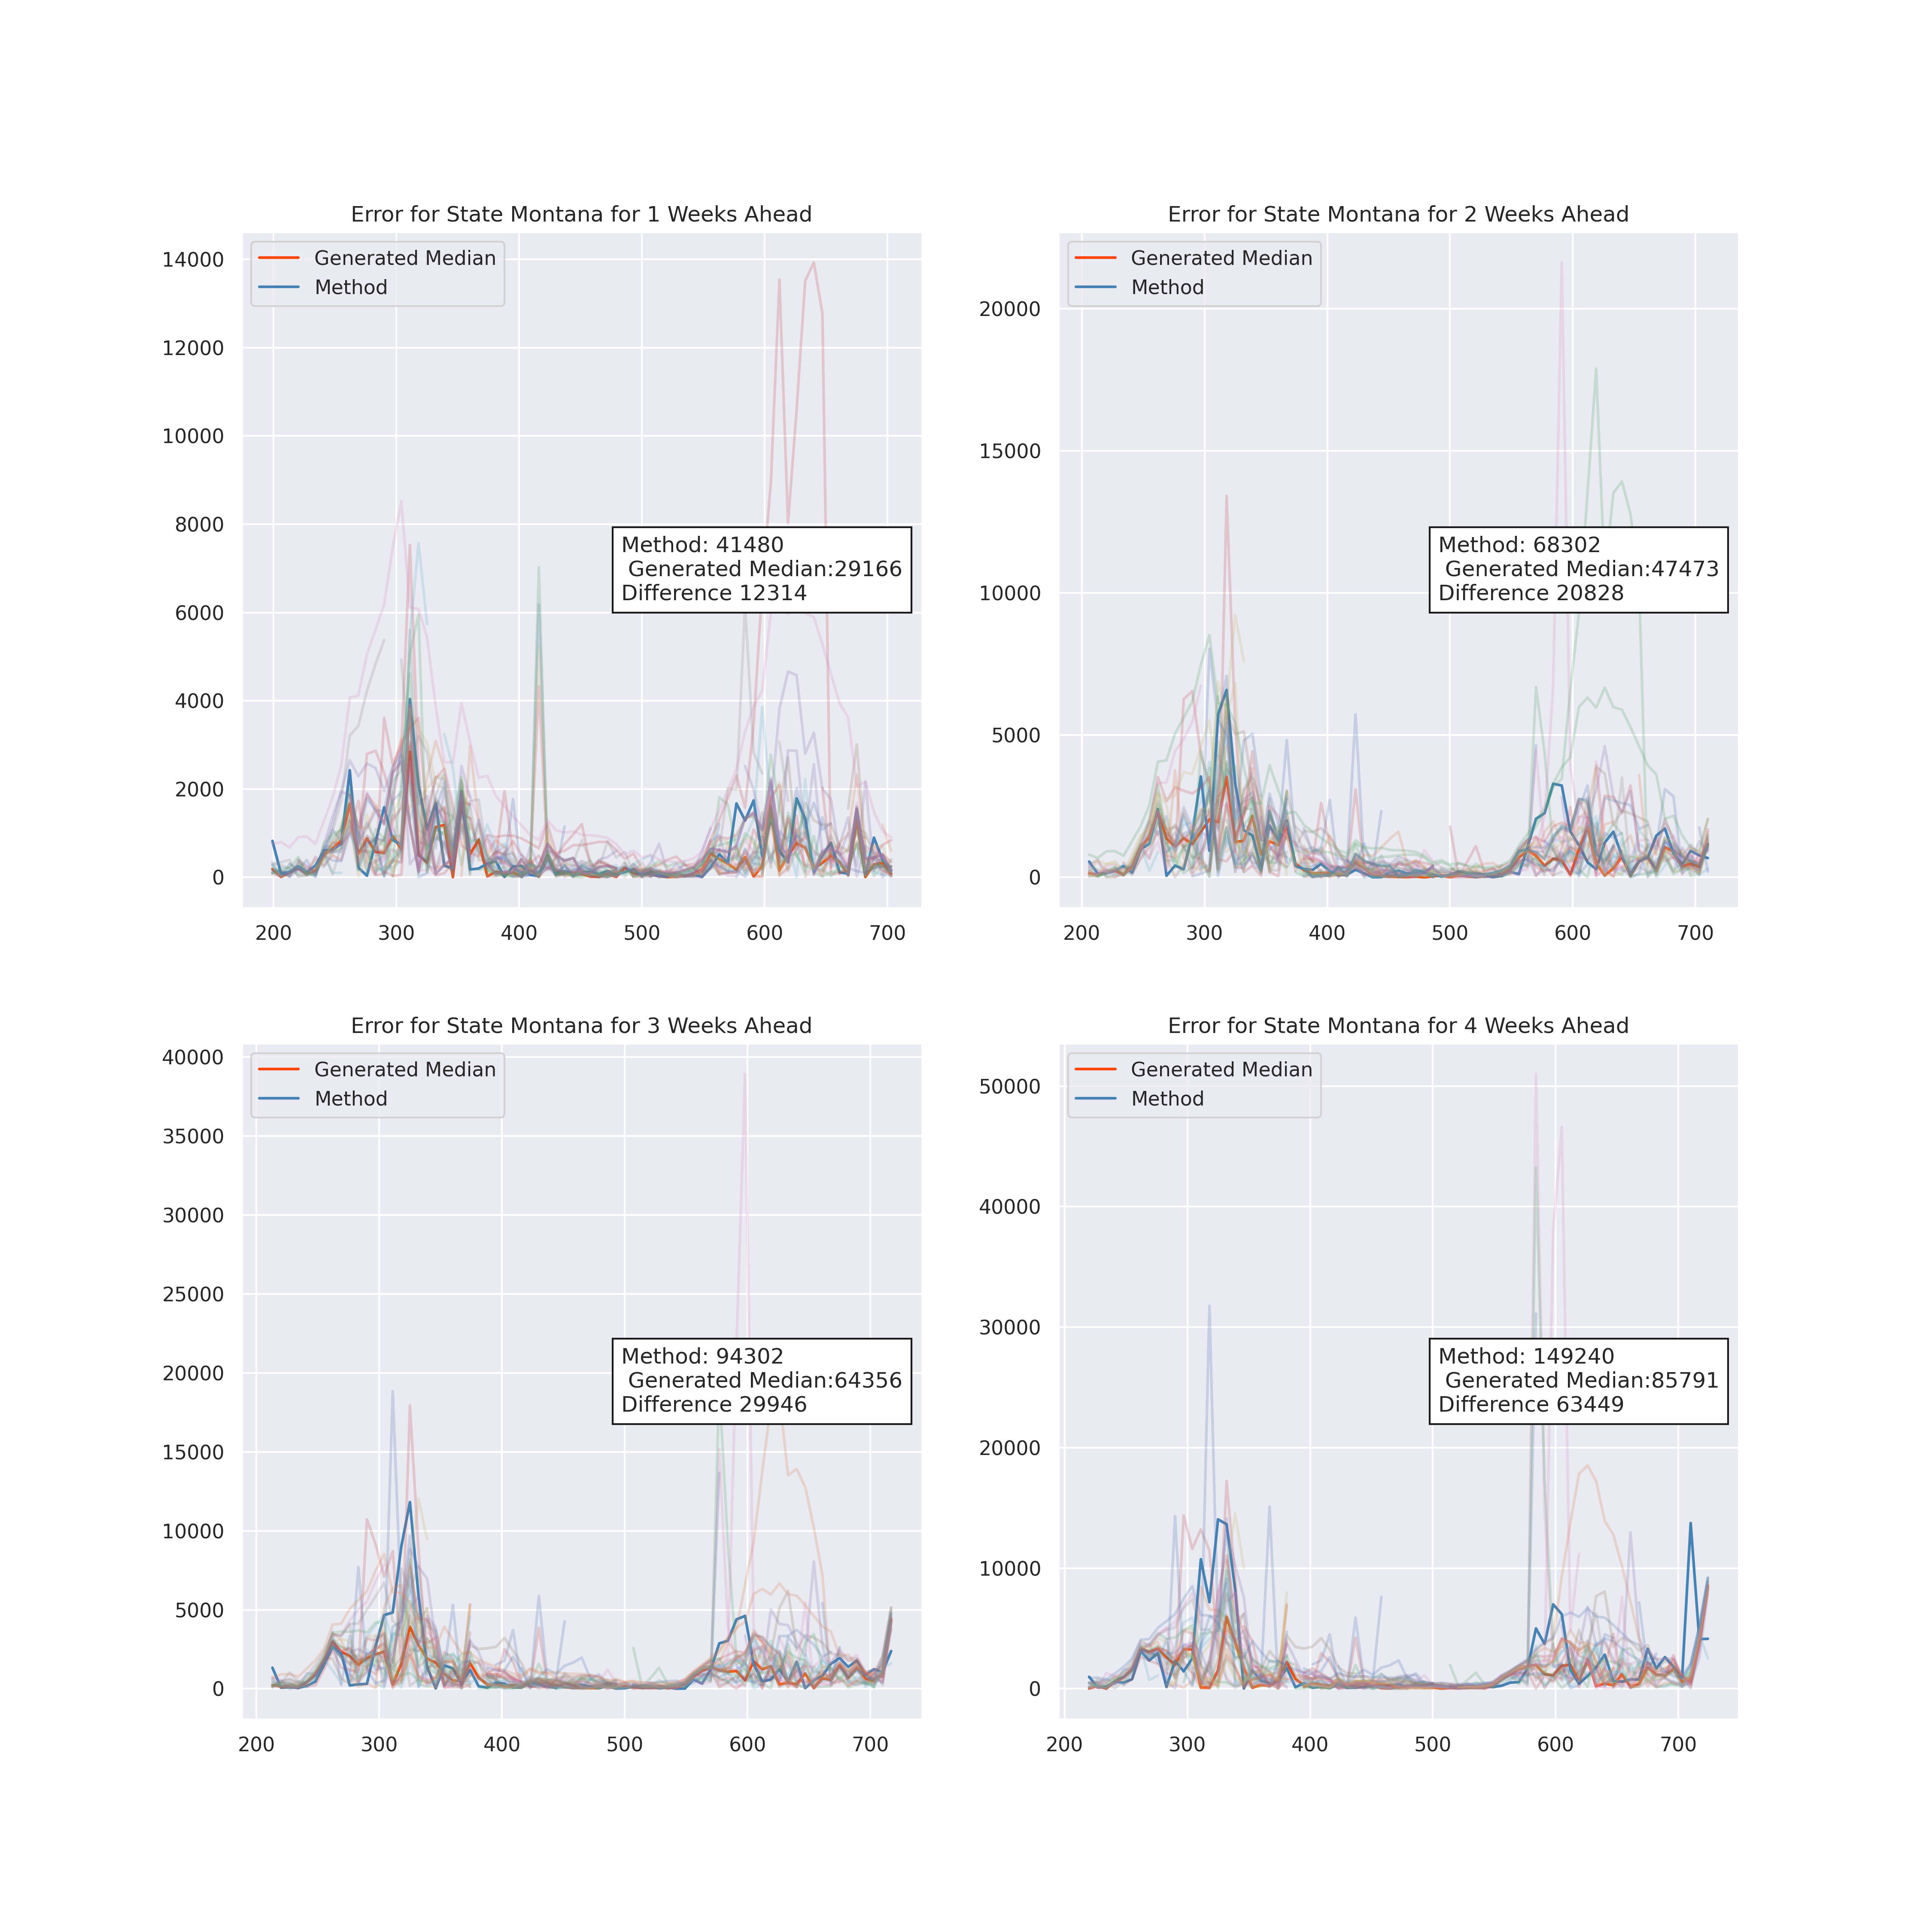 Error for State Montana for 1 Weeks Ahead
Generated Median
Method
14000
12000
10000
8000
6000
4000
2000
0
Method: 41480
Generated Median:29166
Difference 12314
200 300 400 500 600 700
Error for State Montana for 2 Weeks Ahead
Generated Median
Method
20000
15000
10000
5000
0
Method: 68302
Generated Median:47473
Difference 20828
200 300 400 500 600 700
Error for State Montana for 3 Weeks Ahead
Generated Median
Method
40000
35000
30000
25000
20000
15000
10000
5000
0
Method: 94302
Generated Median:64356
Difference 29946
200 300 400 500 600 700
Error for State Montana for 4 Weeks Ahead
Generated Median
Method
50000
40000
30000
20000
10000
0
Method: 149240
Generated Median:85791
Difference 63449
200 300 400 500 600 700